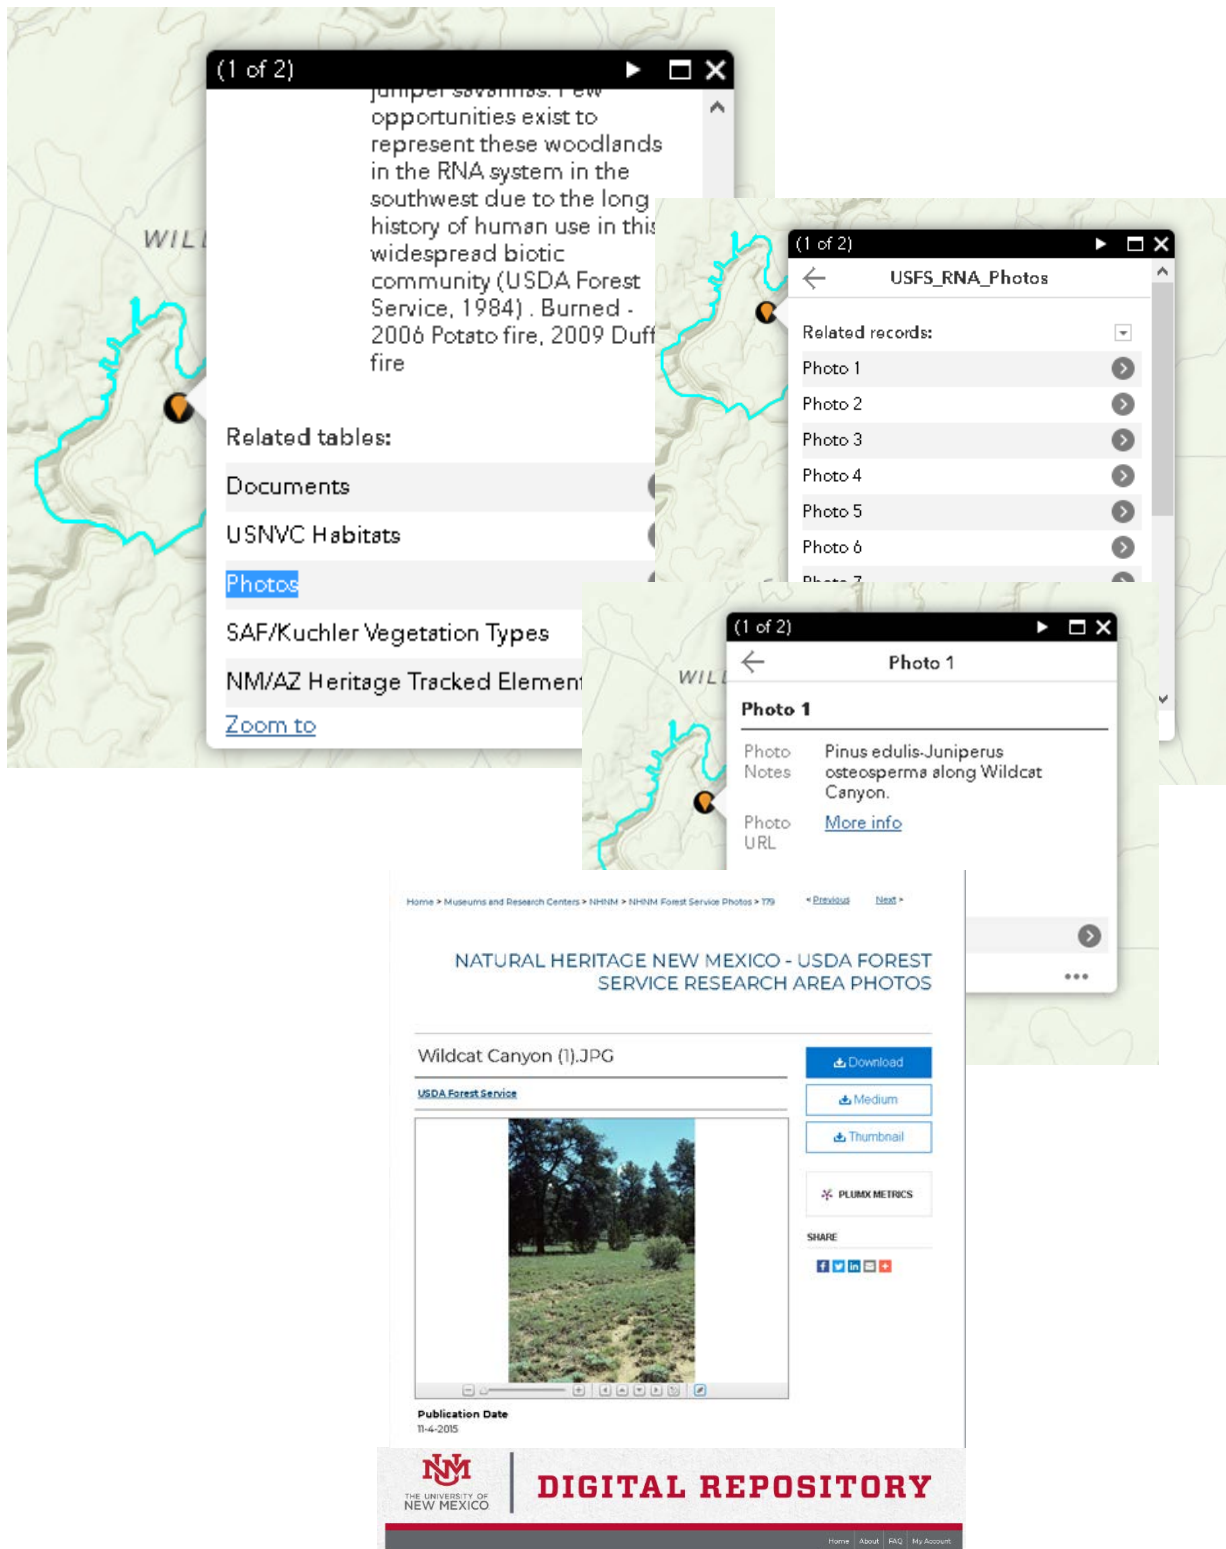 (1 of 2)
juniper savannas. Few
opportunities exist to
represent these woodlands
in the RNA system in the
southwest due to the long
history of human use in this
widespread biotic
community (USDA Forest
Service, 1984) . Burned -
2006 Potato fire, 2009 Duff
fire
WILL
Related tables:
Documents
USNVC Habitats
Photos
SAF/Kuchler Vegetation Types
NM/AZ Heritage Tracked Elemen
Zoom to
(1 of 2)
USFS_RNA_Photos
Related records:
Photo 1
Photo 2
Photo 3
Photo 4
Photo 5
Photo 6
Photo 7
(1 of 2)
Photo 1
WILL
Photo 1
Photo Notes
Pinus edulis-Juniperus
osteosperma along Wildcat
Canyon.
Photo URL
More info
Home > Museums and Research Centers > NHNM > NHNM Forest Service Photos > 179
< Previous Next >
NATURAL HERITAGE NEW MEXICO - USDA FOREST
SERVICE RESEARCH AREA PHOTOS
Wildcat Canyon (1).JPG
USDA Forest Service
Download
Medium
Thumbnail
PLUMX METRICS
SHARE
Publication Date
11-4-2015
NM
THE UNIVERSITY OF
NEW MEXICO
DIGITAL REPOSITORY
Home About FAQ My Account